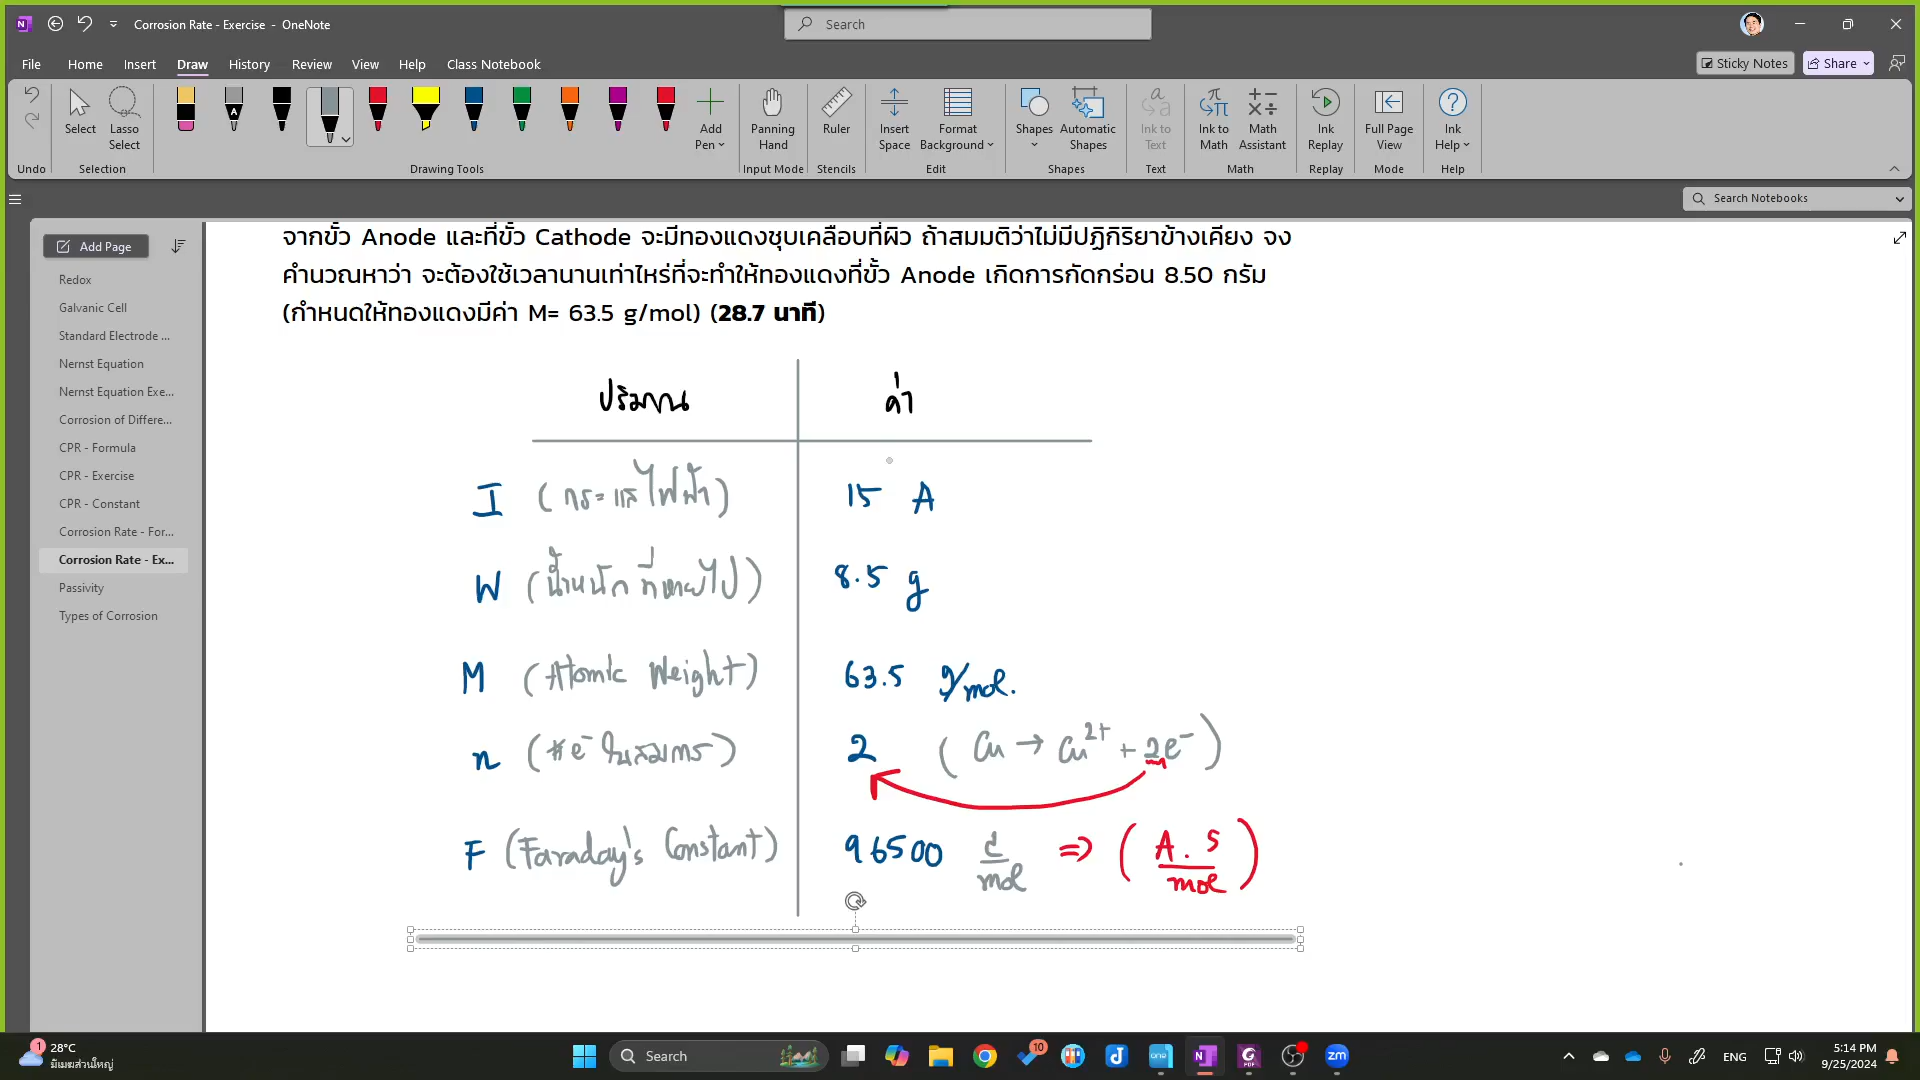 Corrosion Rate - Exercise - OneNote
Search
File Home Insert Draw History Review View Help Class Notebook
Sticky Notes Share
Select Lasso Select Add Pen Panning Hand Ruler Insert Space Format Background Shapes Automatic Shapes Ink to Text Ink to Math Math Assistant Ink Replay Full Page View Ink Help
Undo Selection Drawing Tools Input Mode Stencils Edit Shapes Text Math Replay Mode Help
Search Notebooks
Add Page
Redox
Galvanic Cell
Standard Electrode ...
Nernst Equation
Nernst Equation Exe...
Corrosion of Differe...
CPR - Formula
CPR - Exercise
CPR - Constant
Corrosion Rate - For...
Corrosion Rate - Ex...
Passivity
Types of Corrosion
จากขั้ว Anode และที่ขั้ว Cathode จะมีทองแดงชุบเคลือบที่ผิว ถ้าสมมติว่าไม่มีปฏิกิริยาข้างเคียง จง
คำนวณหาว่า จะต้องใช้เวลานานเท่าไหร่ที่จะทำให้ทองแดงที่ขั้ว Anode เกิดการกัดกร่อน 8.50 กรัม
(กำหนดให้ทองแดงมีค่า M= 63.5 g/mol) (28.7 นาที)
ปริมาณ ค่า
I (กระแสไฟฟ้า) 15 A
W (น้ำหนักที่หายไป) 8.5 g
M (Atomic Weight) 63.5 g/mol.
n (#e⁻ ในสมการ) 2 (Cu → Cu²⁺ + 2e⁻)
F (Faraday's Constant) 96500 C/mol ⇒ (A.s/mol)
28°C
มีเมฆส่วนใหญ่
Search
10
ENG
5:14 PM
9/25/2024